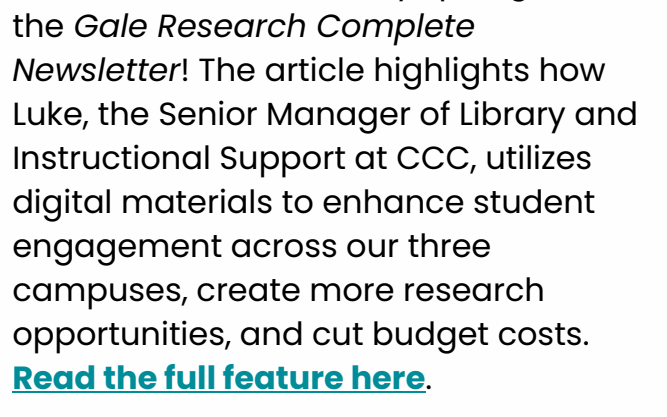 the Gale Research Complete
Newsletter! The article highlights how
Luke, the Senior Manager of Library and
Instructional Support at CCC, utilizes
digital materials to enhance student
engagement across our three
campuses, create more research
opportunities, and cut budget costs.
Read the full feature here.